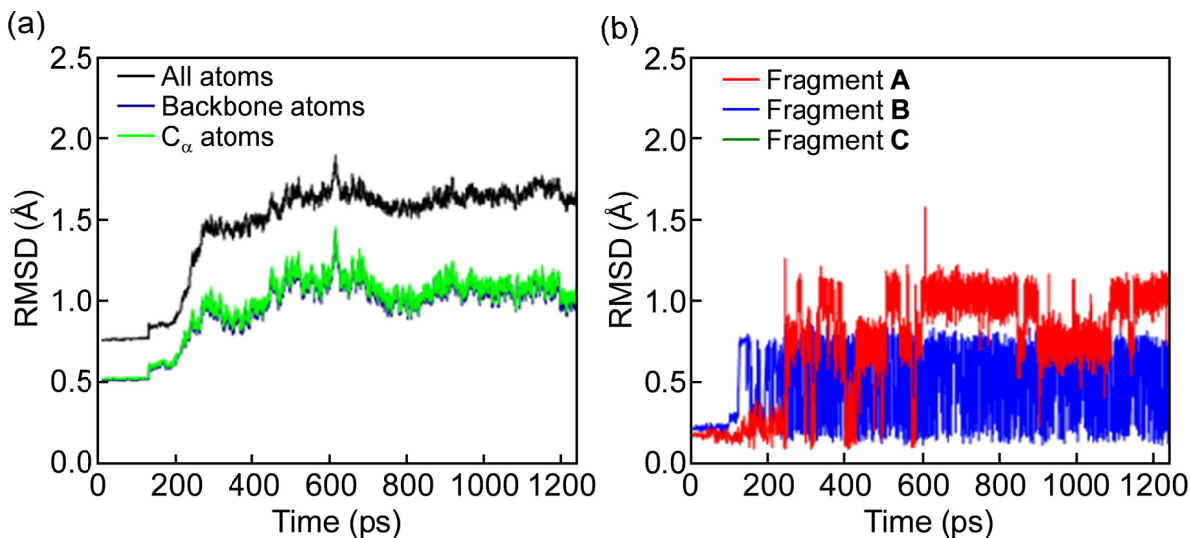 (a)
2.5
2.0
1.5
1.0
0.5
0.0
RMSD (Å)
All atoms
Backbone atoms
Cα atoms
0 200 400 600 800 1000 1200
Time (ps)
(b)
2.5
2.0
1.5
1.0
0.5
0.0
RMSD (Å)
Fragment A
Fragment B
Fragment C
0 200 400 600 800 1000 1200
Time (ps)